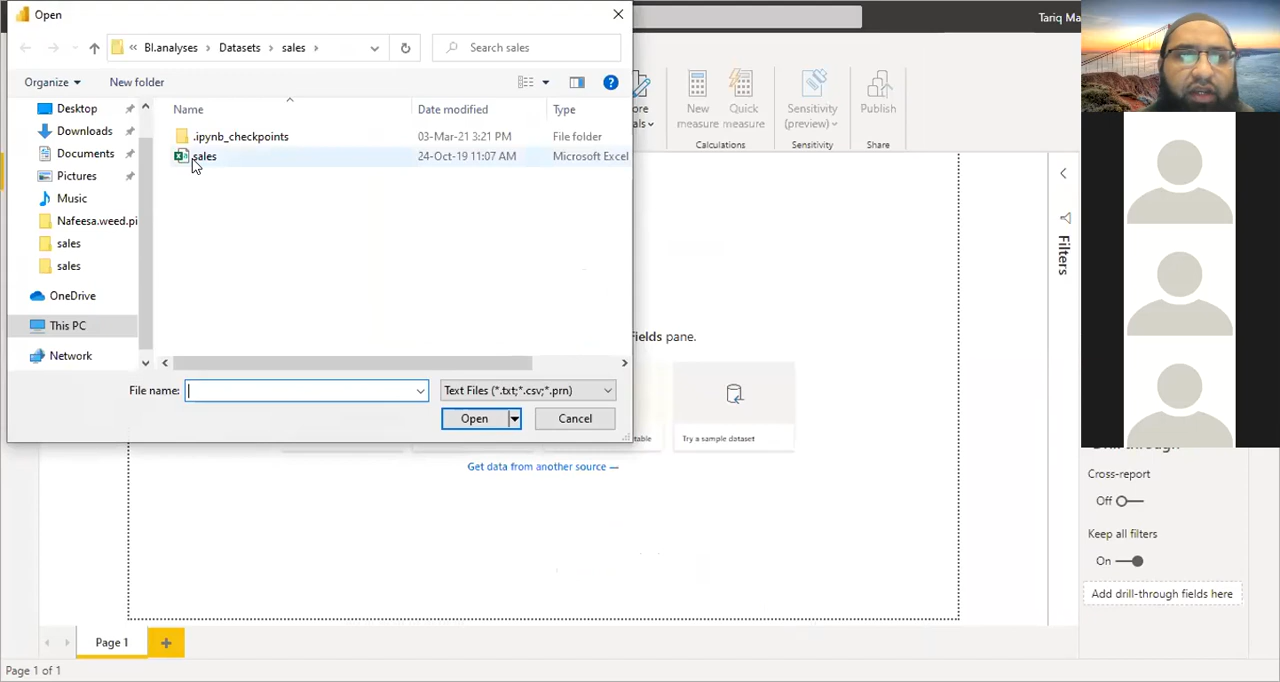 Open
Tariq Ma
« BI.analyses › Datasets › sales ›
Search sales
Organize
New folder
Name
Date modified
Type
Desktop
Downloads
Documents
Pictures
Music
Nafeesa.weed.pi
sales
sales
OneDrive
This PC
Network
.ipynb_checkpoints
03-Mar-21 3:21 PM
File folder
sales
24-Oct-19 11:07 AM
Microsoft Excel
File name:
Text Files (*.txt;*.csv;*.prn)
Open
Cancel
New
measure
Quick
measure
Calculations
Sensitivity
(preview)
Sensitivity
Publish
Share
Filters
Fields pane.
Try a sample dataset
Get data from another source
Cross-report
Off
Keep all filters
On
Add drill-through fields here
Page 1
Page 1 of 1